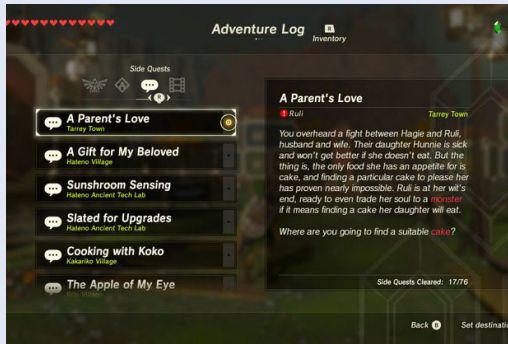 Adventure Log
R
Inventory
Side Quests
R
A Parent's Love
Tarrey Town
A Gift for My Beloved
Hateno Village
Sunshroom Sensing
Hateno Ancient Tech Lab
Slated for Upgrades
Hateno Ancient Tech Lab
Cooking with Koko
Kakariko Village
The Apple of My Eye
Rito Village
A Parent's Love
Ruli Tarrey Town
You overheard a fight between Hagie and Ruli,
husband and wife. Their daughter Hunnie is sick
and won't get better if she doesn't eat. But the
thing is, the only food she has an appetite for is
cake, and finding a particular cake to please her
has proven nearly impossible. Ruli is at her wit's
end, ready to even trade her soul to a monster
if it means finding a cake her daughter will eat.
Where are you going to find a suitable cake?
Side Quests Cleared: 17/76
Back B Set destinatio